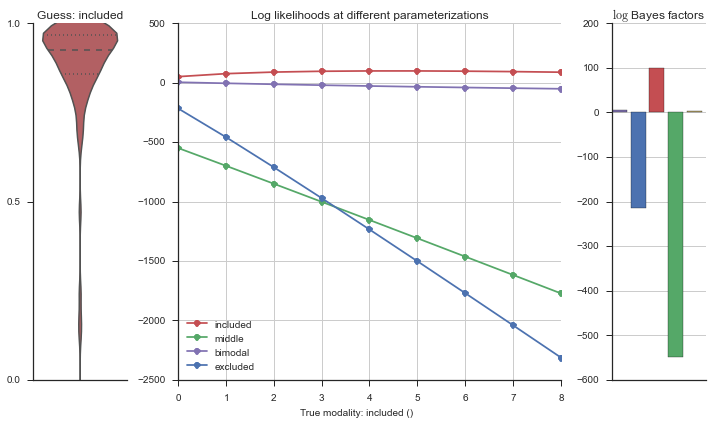 Guess: included
1.0
0.5
0.0
Log likelihoods at different parameterizations
500
0
−500
−1000
−1500
−2000
−2500
included
middle
bimodal
excluded
0 1 2 3 4 5 6 7 8
True modality: included ()
log Bayes factors
200
100
0
−100
−200
−300
−400
−500
−600